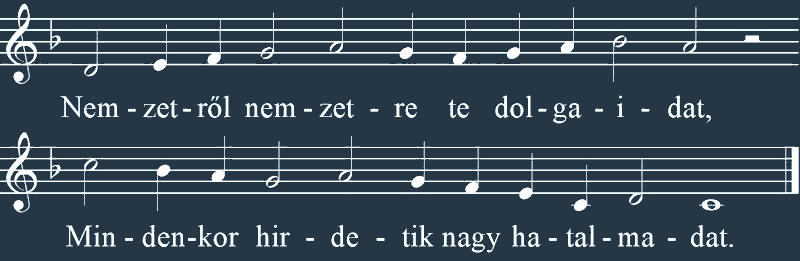 Nem - zet - ről nem - zet - re te dol - ga - i - dat,
Min - den - kor hir - de - tik nagy ha - tal - ma - dat.